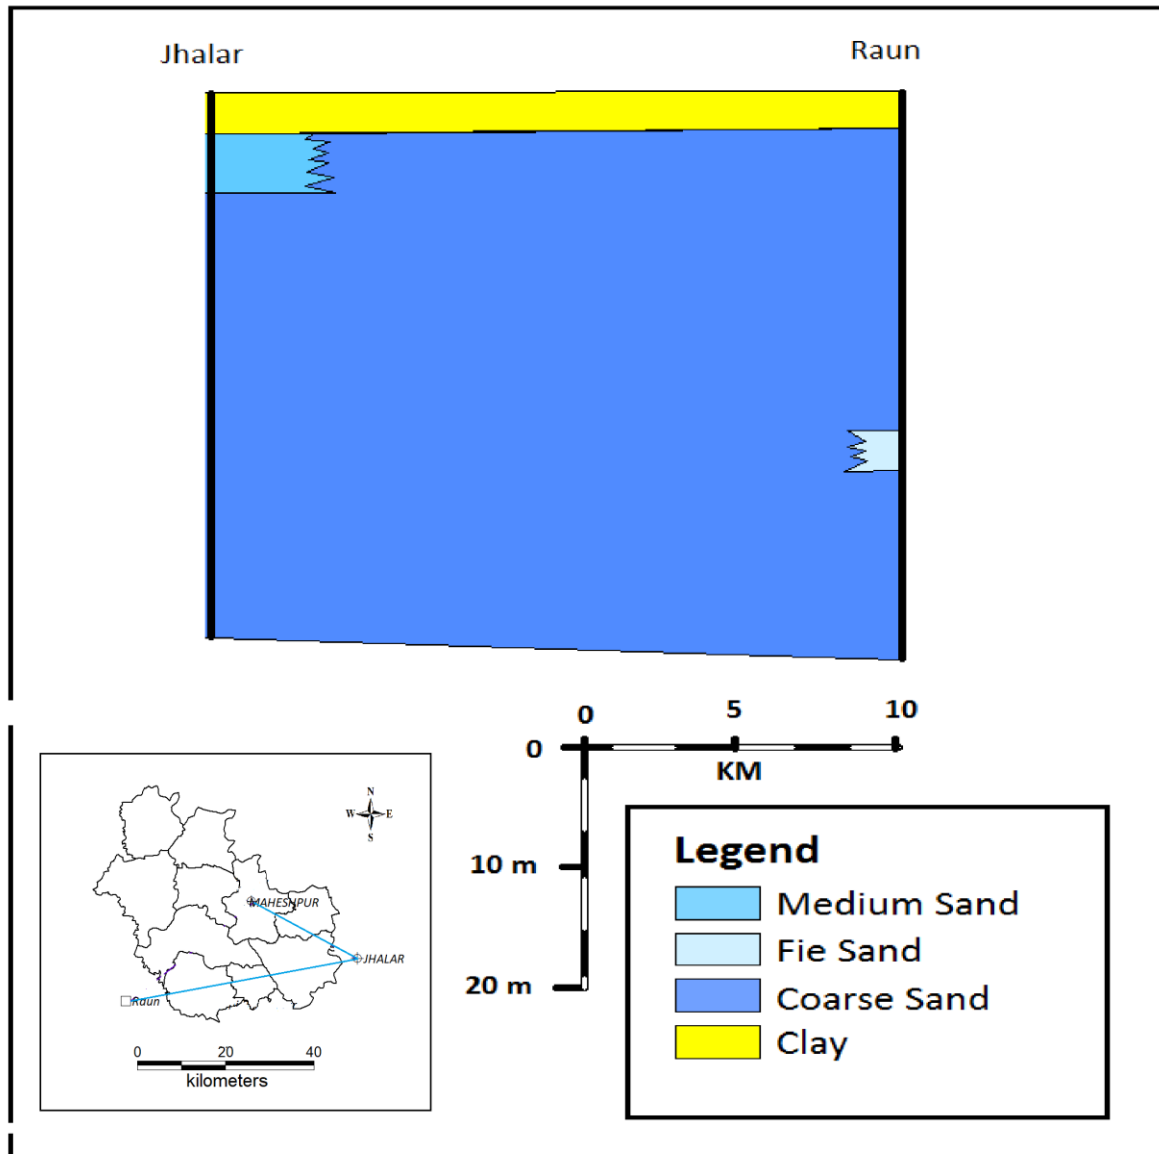 Jhalar
Raun
0 5 10
0
KM
10 m
20 m
Legend
Medium Sand
Fie Sand
Coarse Sand
Clay
N
W E
S
MAHESHPUR
JHALAR
Raun
0 20 40
kilometers